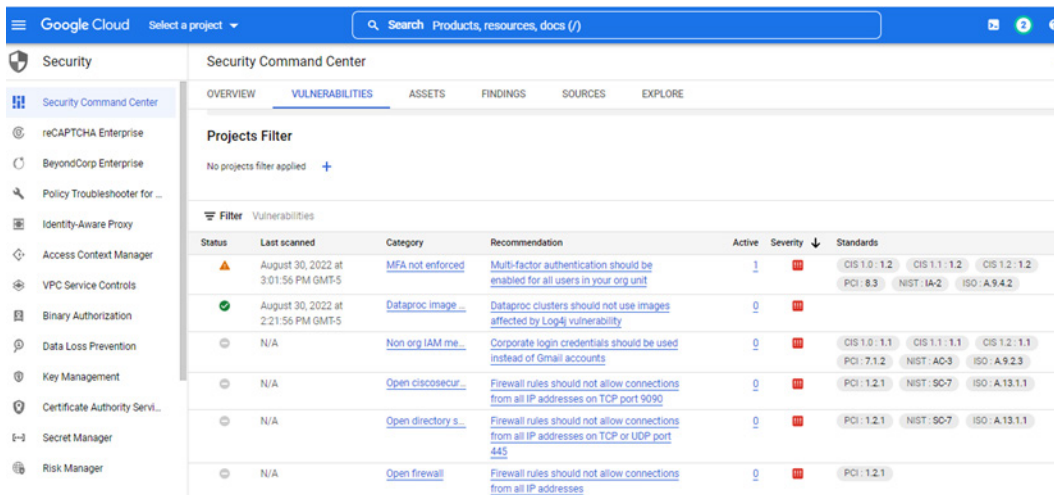 Google Cloud Select a project Search Products, resources, docs (/) 2
Security
Security Command Center
reCAPTCHA Enterprise
BeyondCorp Enterprise
Policy Troubleshooter for ...
Identity-Aware Proxy
Access Context Manager
VPC Service Controls
Binary Authorization
Data Loss Prevention
Key Management
Certificate Authority Servi...
Secret Manager
Risk Manager
Security Command Center
OVERVIEW VULNERABILITIES ASSETS FINDINGS SOURCES EXPLORE
Projects Filter
No projects filter applied +
Filter Vulnerabilities
Status Last scanned Category Recommendation Active Severity Standards
August 30, 2022 at MFA not enforced Multi-factor authentication should be 1 CIS 1.0 : 1.2 CIS 1.1 : 1.2 CIS 1.2 : 1.2
3:01:56 PM GMT-5 enabled for all users in your org unit PCI : 8.3 NIST : IA-2 ISO : A.9.4.2
August 30, 2022 at Dataproc image ... Dataproc clusters should not use images 0
2:21:56 PM GMT-5 affected by Log4j vulnerability
N/A Non org IAM me... Corporate login credentials should be used 0 CIS 1.0 : 1.1 CIS 1.1 : 1.1 CIS 1.2 : 1.1
instead of Gmail accounts PCI : 7.1.2 NIST : AC-3 ISO : A.9.2.3
N/A Open ciscosecur... Firewall rules should not allow connections 0 PCI : 1.2.1 NIST : SC-7 ISO : A.13.1.1
from all IP addresses on TCP port 9090
N/A Open directory s... Firewall rules should not allow connections 0 PCI : 1.2.1 NIST : SC-7 ISO : A.13.1.1
from all IP addresses on TCP or UDP port
445
N/A Open firewall Firewall rules should not allow connections 0 PCI : 1.2.1
from all IP addresses